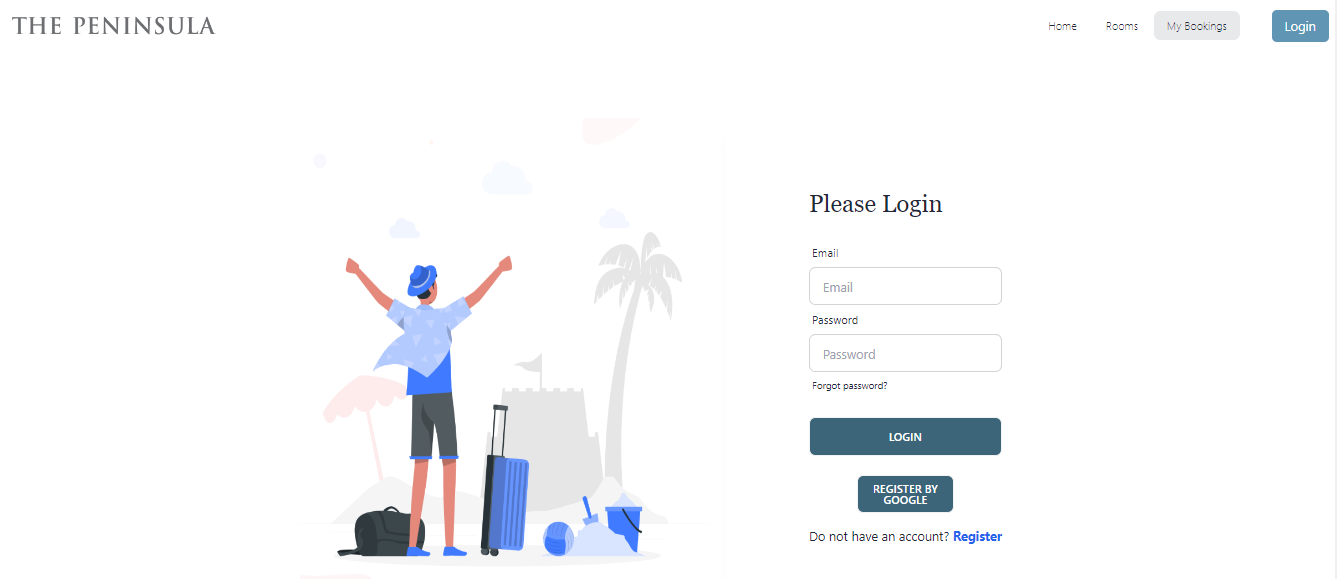 THE PENINSULA
Home
Rooms
My Bookings
Login
Please Login
Email
Email
Password
Password
Forgot password?
LOGIN
REGISTER BY
GOOGLE
Do not have an account? Register